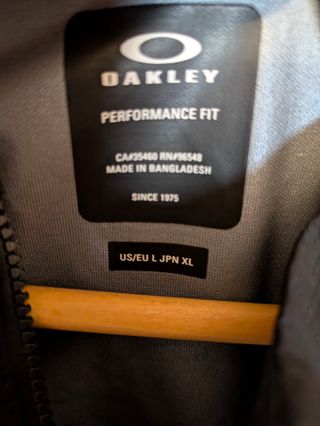 OAKLEY
PERFORMANCE FIT
CA#35460 RN#96548
MADE IN BANGLADESH
SINCE 1975
US/EU L JPN XL